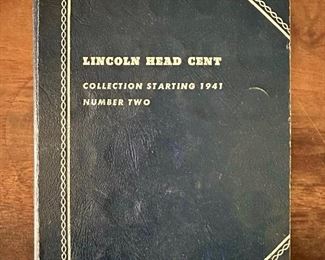 LINCOLN HEAD CENT
COLLECTION STARTING 1941
NUMBER TWO